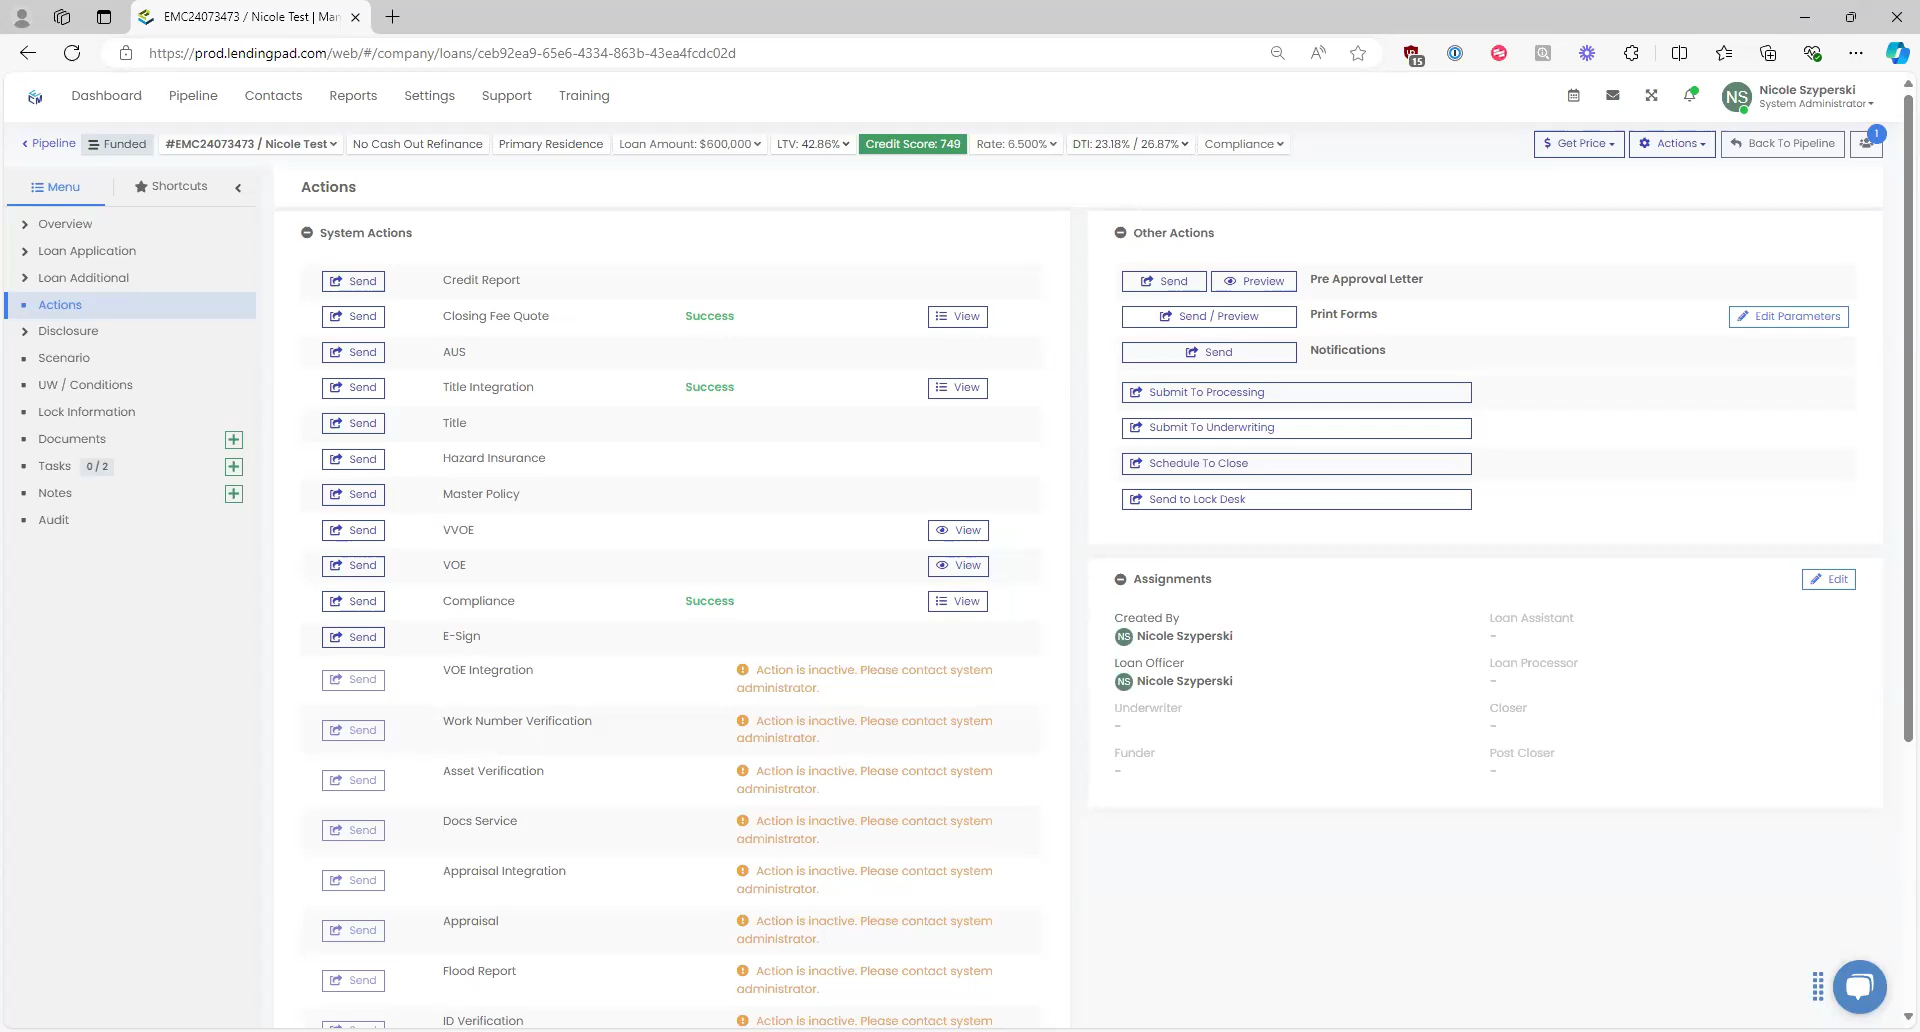 EMC24073473 / Nicole Test | Man
https://prod.lendingpad.com/web/#/company/loans/ceb92ea9-65e6-4334-863b-43ea4fcdc02d
15
Dashboard Pipeline Contacts Reports Settings Support Training
NS Nicole Szyperski
System Administrator
Pipeline Funded #EMC24073473 / Nicole Test No Cash Out Refinance Primary Residence Loan Amount: $600,000 LTV: 42.86% Credit Score: 749 Rate: 6.500% DTI: 23.18% / 26.87% Compliance $ Get Price Actions Back To Pipeline 1
Menu Shortcuts
Overview
Loan Application
Loan Additional
Actions
Disclosure
Scenario
UW / Conditions
Lock Information
Documents
Tasks 0 / 2
Notes
Audit
Actions
System Actions
Send Credit Report
Send Closing Fee Quote Success View
Send AUS
Send Title Integration Success View
Send Title
Send Hazard Insurance
Send Master Policy
Send VVOE View
Send VOE View
Send Compliance Success View
Send E-Sign
Send VOE Integration Action is inactive. Please contact system
administrator.
Send Work Number Verification Action is inactive. Please contact system
administrator.
Send Asset Verification Action is inactive. Please contact system
administrator.
Send Docs Service Action is inactive. Please contact system
administrator.
Send Appraisal Integration Action is inactive. Please contact system
administrator.
Send Appraisal Action is inactive. Please contact system
administrator.
Send Flood Report Action is inactive. Please contact system
administrator.
ID Verification Action is inactive. Please contact system
Other Actions
Send Preview Pre Approval Letter
Send / Preview Print Forms Edit Parameters
Send Notifications
Submit To Processing
Submit To Underwriting
Schedule To Close
Send to Lock Desk
Assignments Edit
Created By Loan Assistant
NS Nicole Szyperski -
Loan Officer Loan Processor
NS Nicole Szyperski -
Underwriter Closer
- -
Funder Post Closer
- -